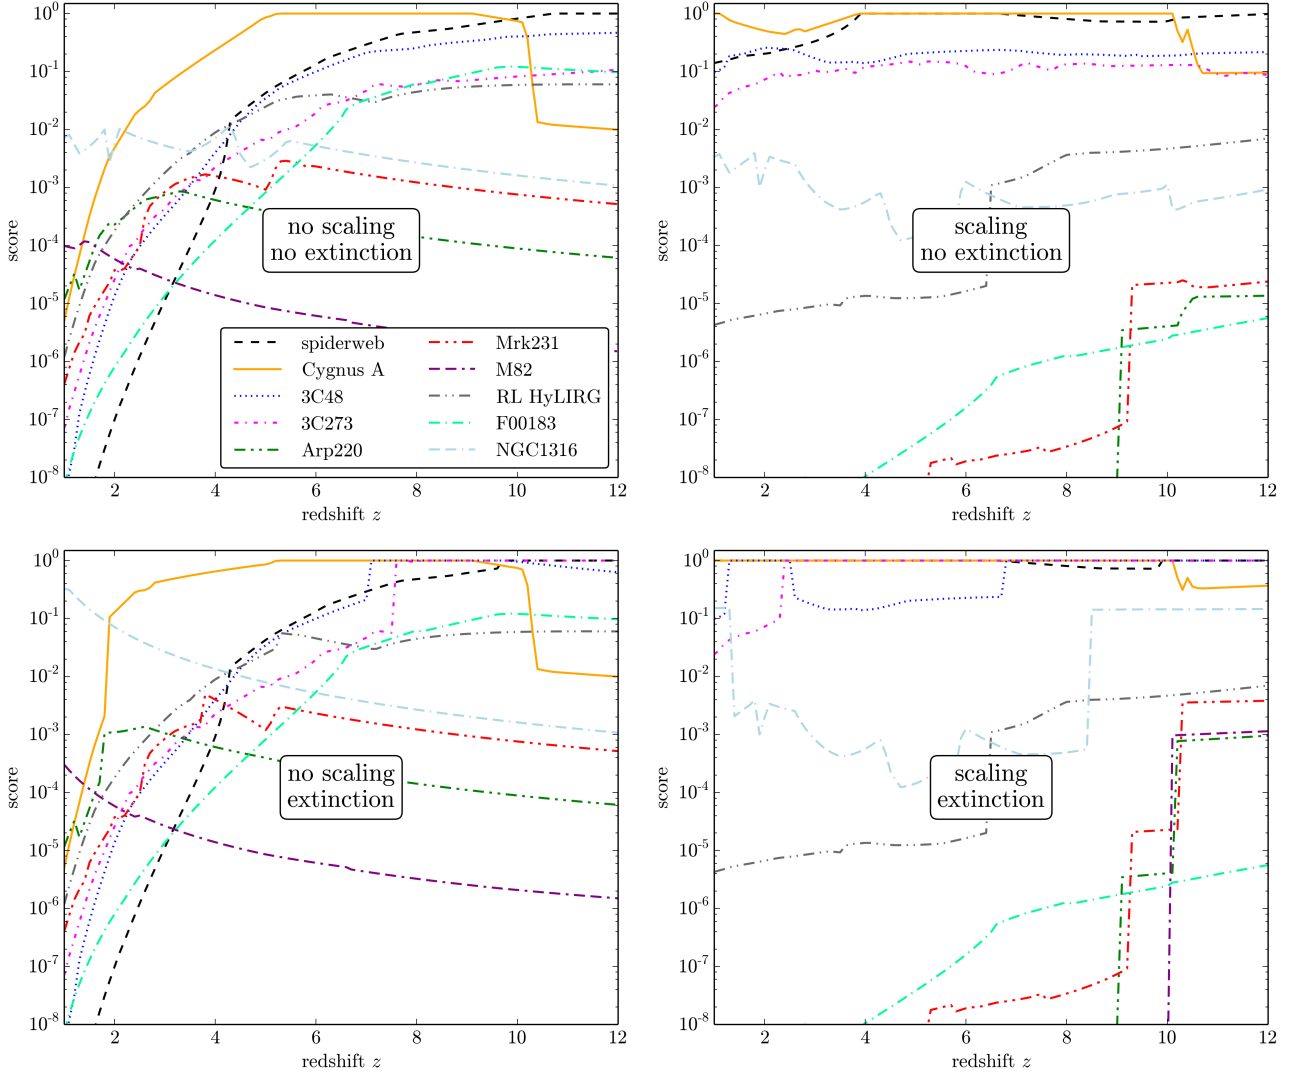 10^0
10^-1
10^-2
10^-3
10^-4
10^-5
10^-6
10^-7
10^-8
score
2 4 6 8 10 12
redshift z
no scaling
no extinction
spiderweb
Cygnus A
3C48
3C273
Arp220
Mrk231
M82
RL HyLIRG
F00183
NGC1316
10^0
10^-1
10^-2
10^-3
10^-4
10^-5
10^-6
10^-7
10^-8
score
2 4 6 8 10 12
redshift z
scaling
no extinction
10^0
10^-1
10^-2
10^-3
10^-4
10^-5
10^-6
10^-7
10^-8
score
2 4 6 8 10 12
redshift z
no scaling
extinction
10^0
10^-1
10^-2
10^-3
10^-4
10^-5
10^-6
10^-7
10^-8
score
2 4 6 8 10 12
redshift z
scaling
extinction